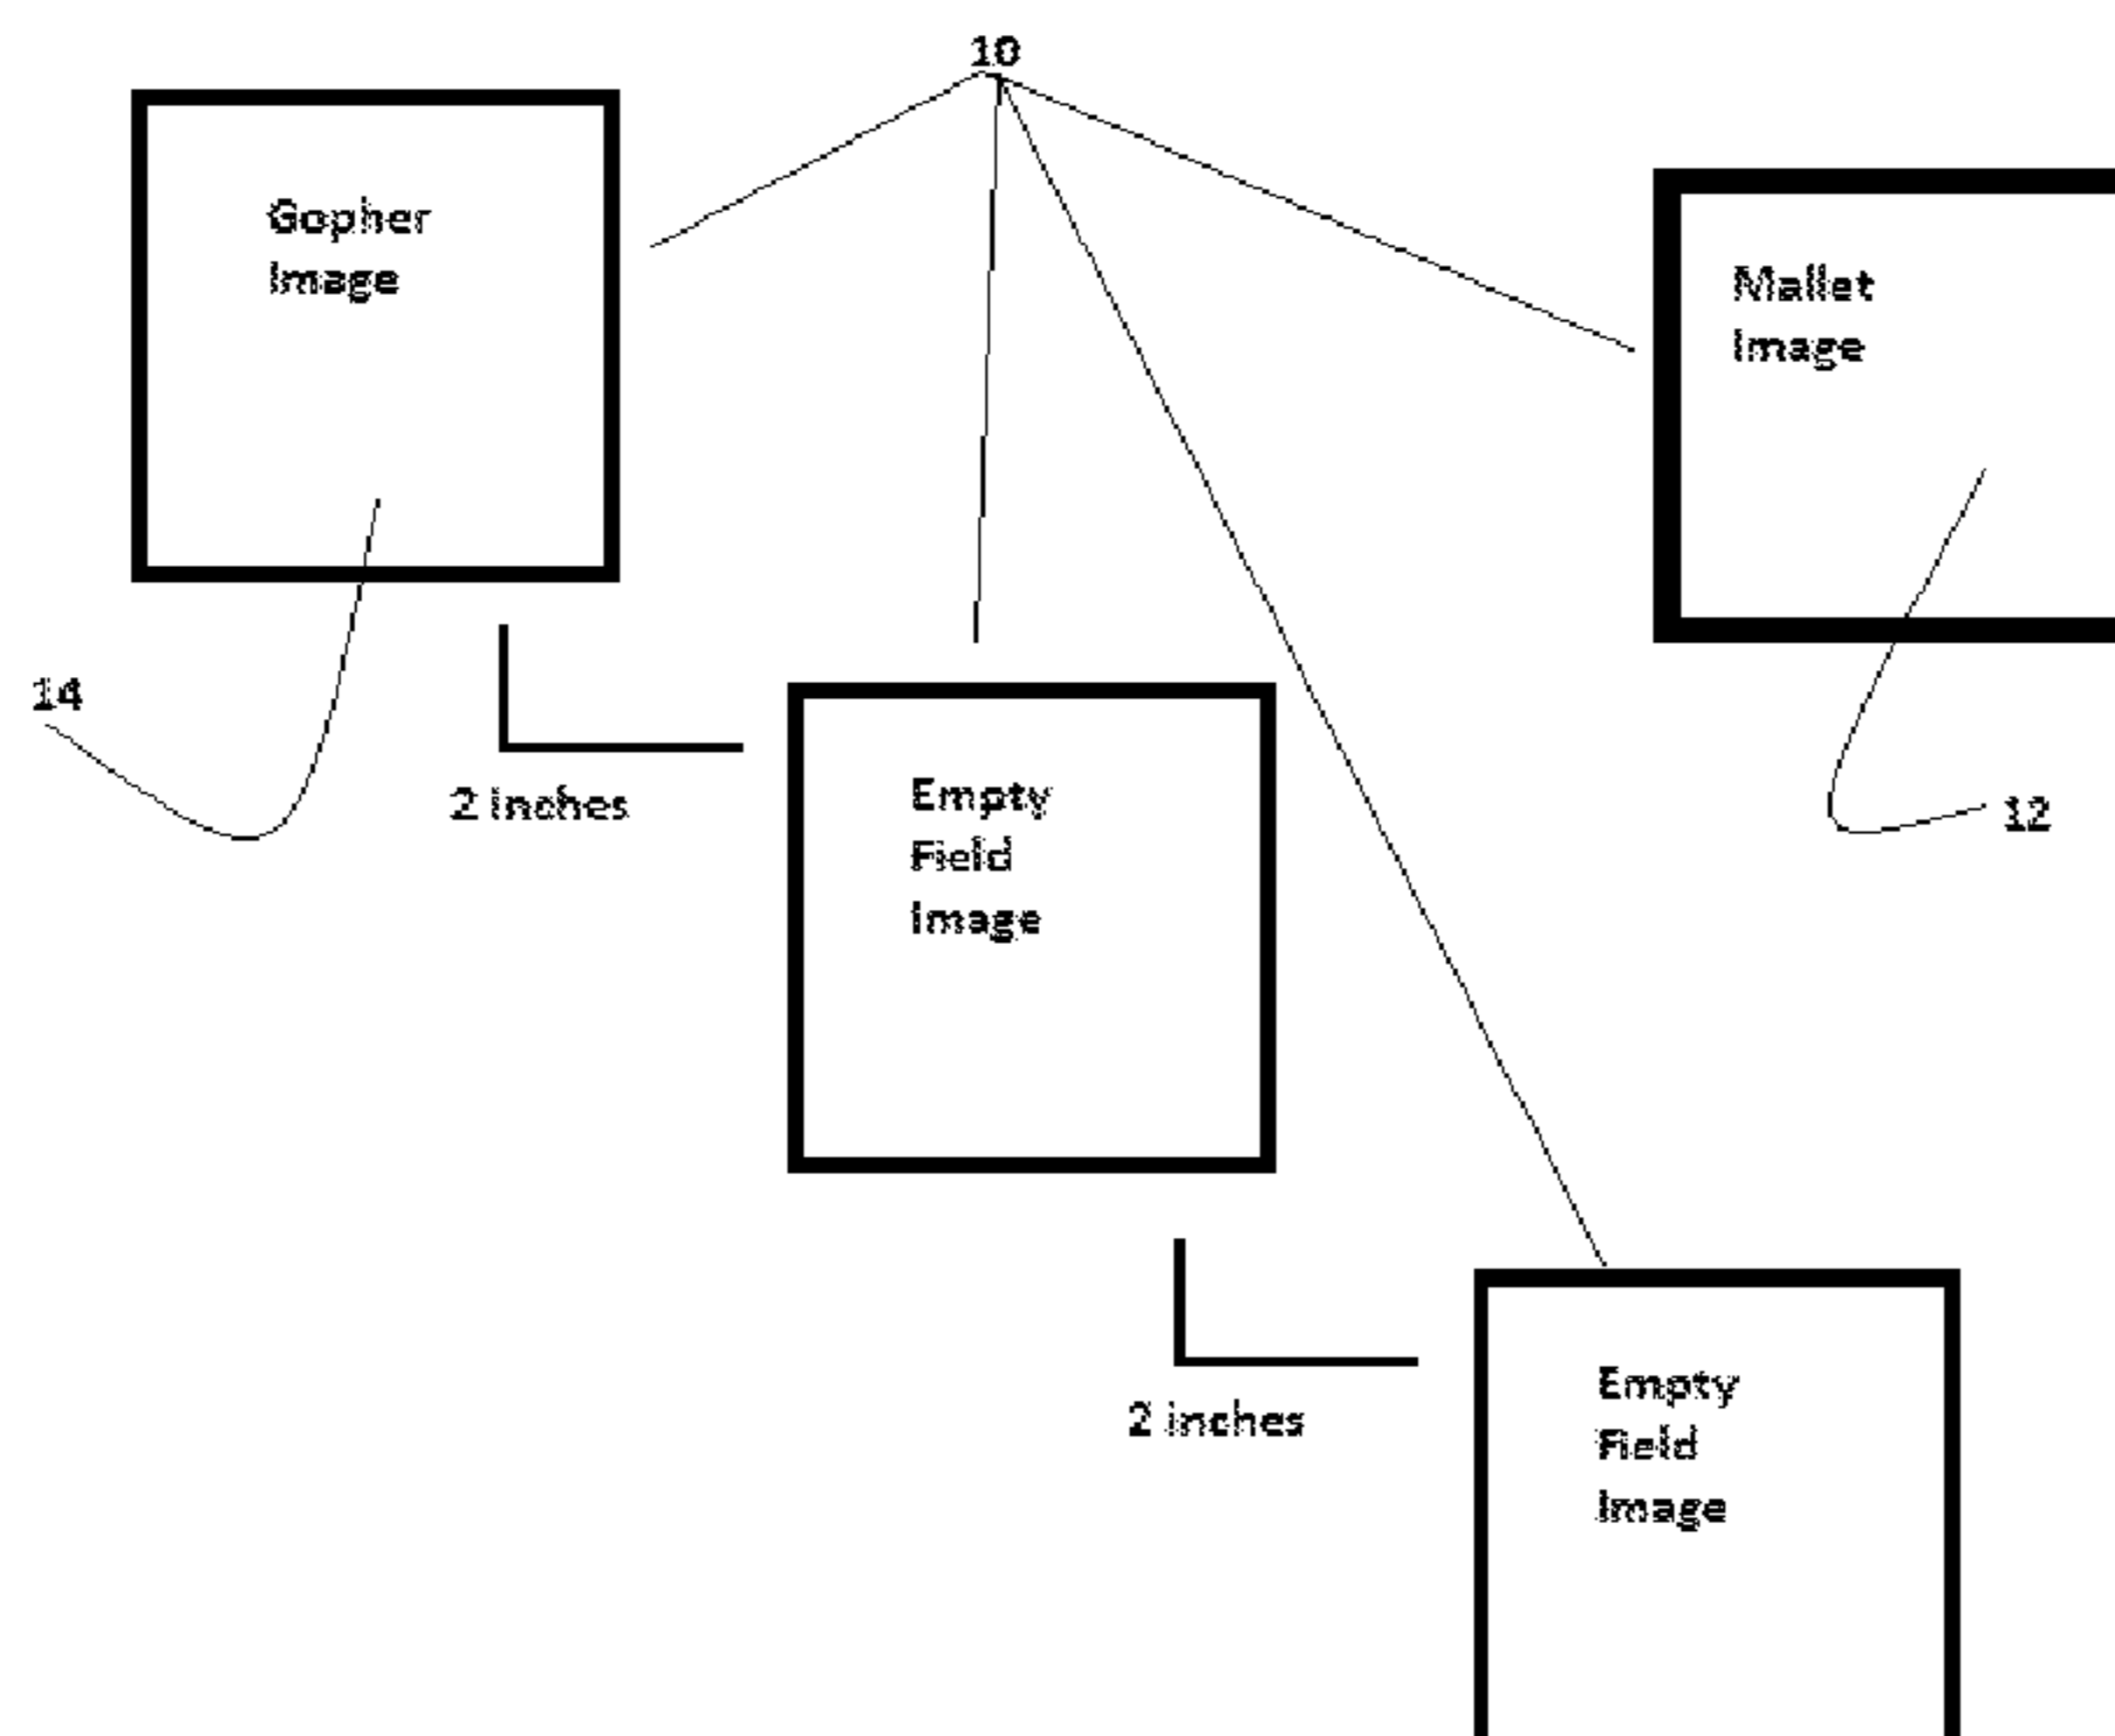 10
Gopher
Image
Mallet
Image
14
2 inches
Empty
Field
Image
12
2 inches
Empty
Field
Image